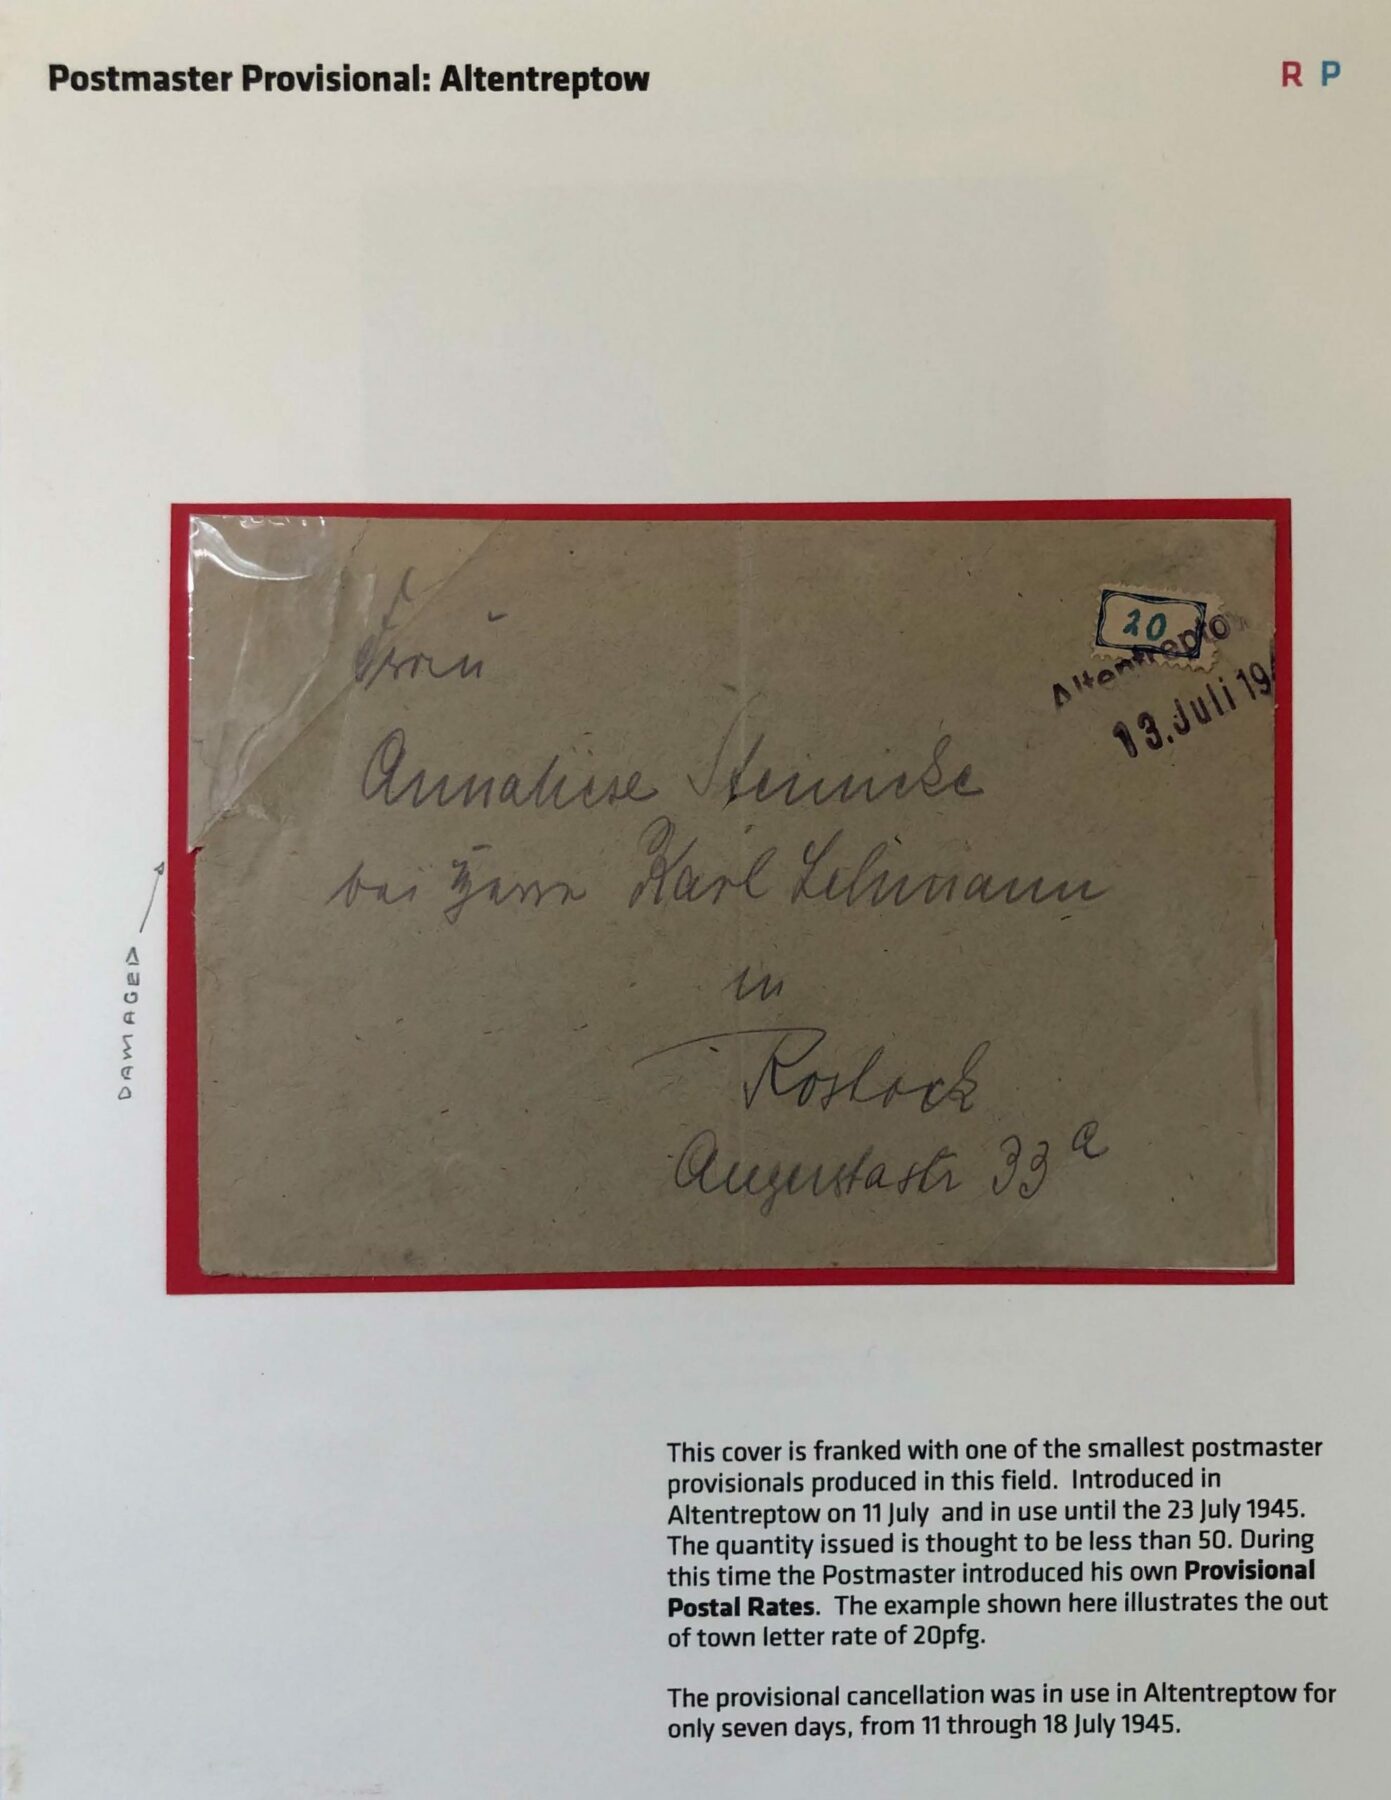 Postmaster Provisional: Altentreptow
R P
20
Altentreptow
13. Juli 19
Frau
Annaliese Steinicke
bei Herrn Karl Lehmann
in
Rostock
Augustastr 33 a
DAMAGED
This cover is franked with one of the smallest postmaster
provisionals produced in this field. Introduced in
Altentreptow on 11 July and in use until the 23 July 1945.
The quantity issued is thought to be less than 50. During
this time the Postmaster introduced his own Provisional
Postal Rates. The example shown here illustrates the out
of town letter rate of 20pfg.
The provisional cancellation was in use in Altentreptow for
only seven days, from 11 through 18 July 1945.